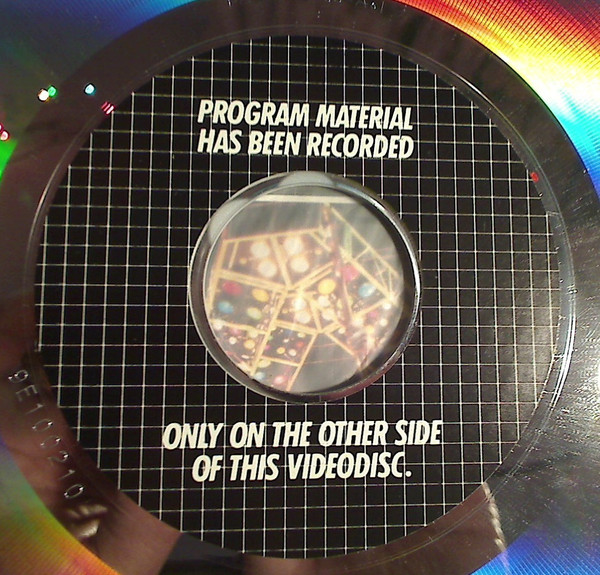 PROGRAM MATERIAL
HAS BEEN RECORDED
ONLY ON THE OTHER SIDE
OF THIS VIDEODISC.